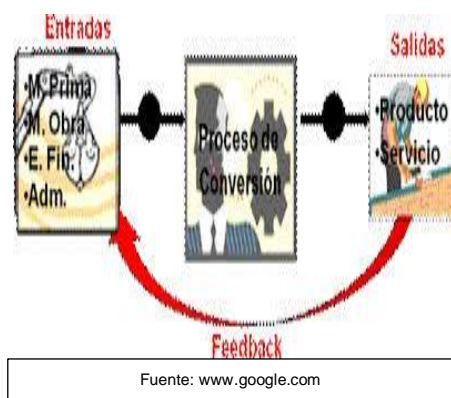 Entradas
•M. Prima
•M. Obra
•E. Fin.
•Adm.
Proceso de
Conversión
Salidas
•Producto
•Servicio
Feedback
Fuente: www.google.com